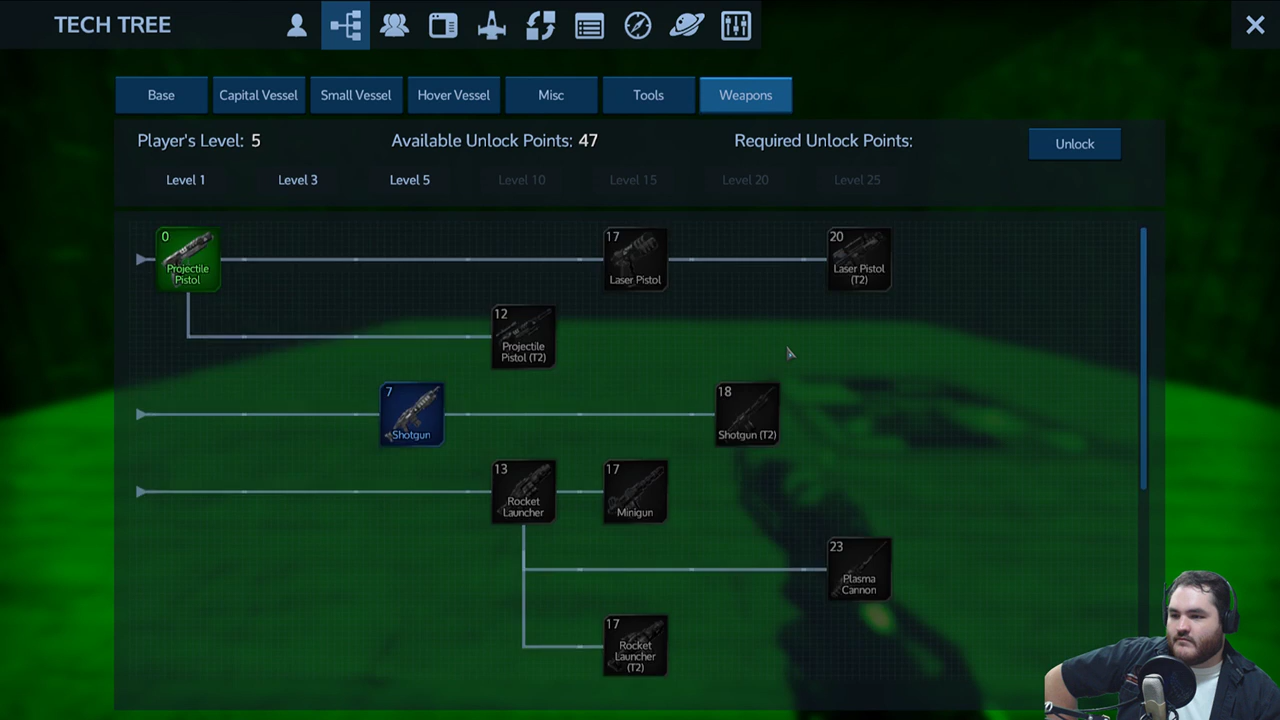 TECH TREE
Base
Capital Vessel
Small Vessel
Hover Vessel
Misc
Tools
Weapons
Player's Level: 5
Available Unlock Points: 47
Required Unlock Points:
Unlock
Level 1
Level 3
Level 5
Level 10
Level 15
Level 20
Level 25
0
Projectile
Pistol
17
Laser Pistol
20
Laser Pistol
(T2)
12
Projectile
Pistol (T2)
7
Shotgun
18
Shotgun (T2)
13
Rocket
Launcher
17
Minigun
23
Plasma
Cannon
17
Rocket
Launcher
(T2)